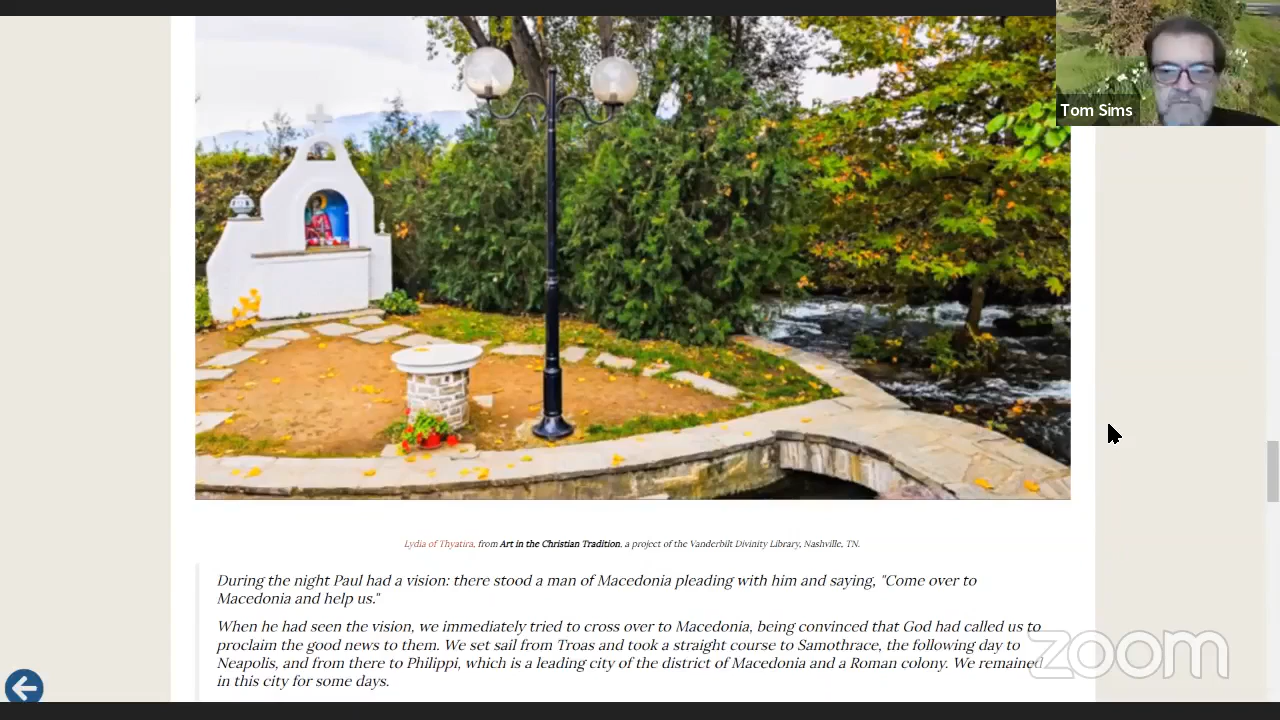 Tom Sims
Lydia of Thyatira, from Art in the Christian Tradition, a project of the Vanderbilt Divinity Library, Nashville, TN.
During the night Paul had a vision: there stood a man of Macedonia pleading with him and saying, "Come over to
Macedonia and help us."
When he had seen the vision, we immediately tried to cross over to Macedonia, being convinced that God had called us to
proclaim the good news to them. We set sail from Troas and took a straight course to Samothrace, the following day to
Neapolis, and from there to Philippi, which is a leading city of the district of Macedonia and a Roman colony. We remained
in this city for some days.
zoom